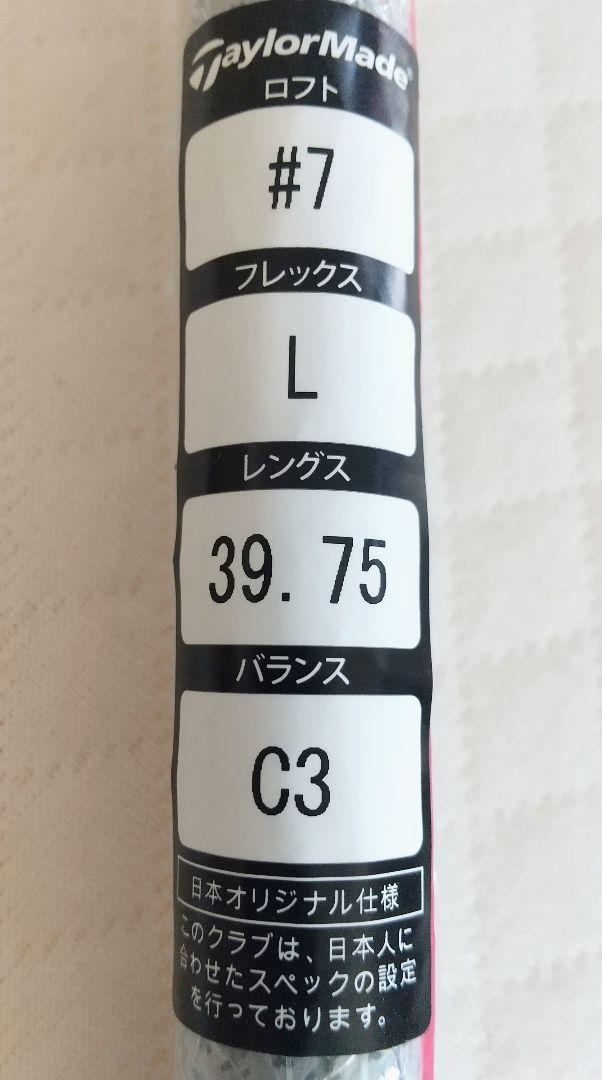 TaylorMade®
ロフト
#7
フレックス
L
レングス
39.75
バランス
C3
日本オリジナル仕様
このクラブは、日本人に
合わせたスペックの設定
を行っております。